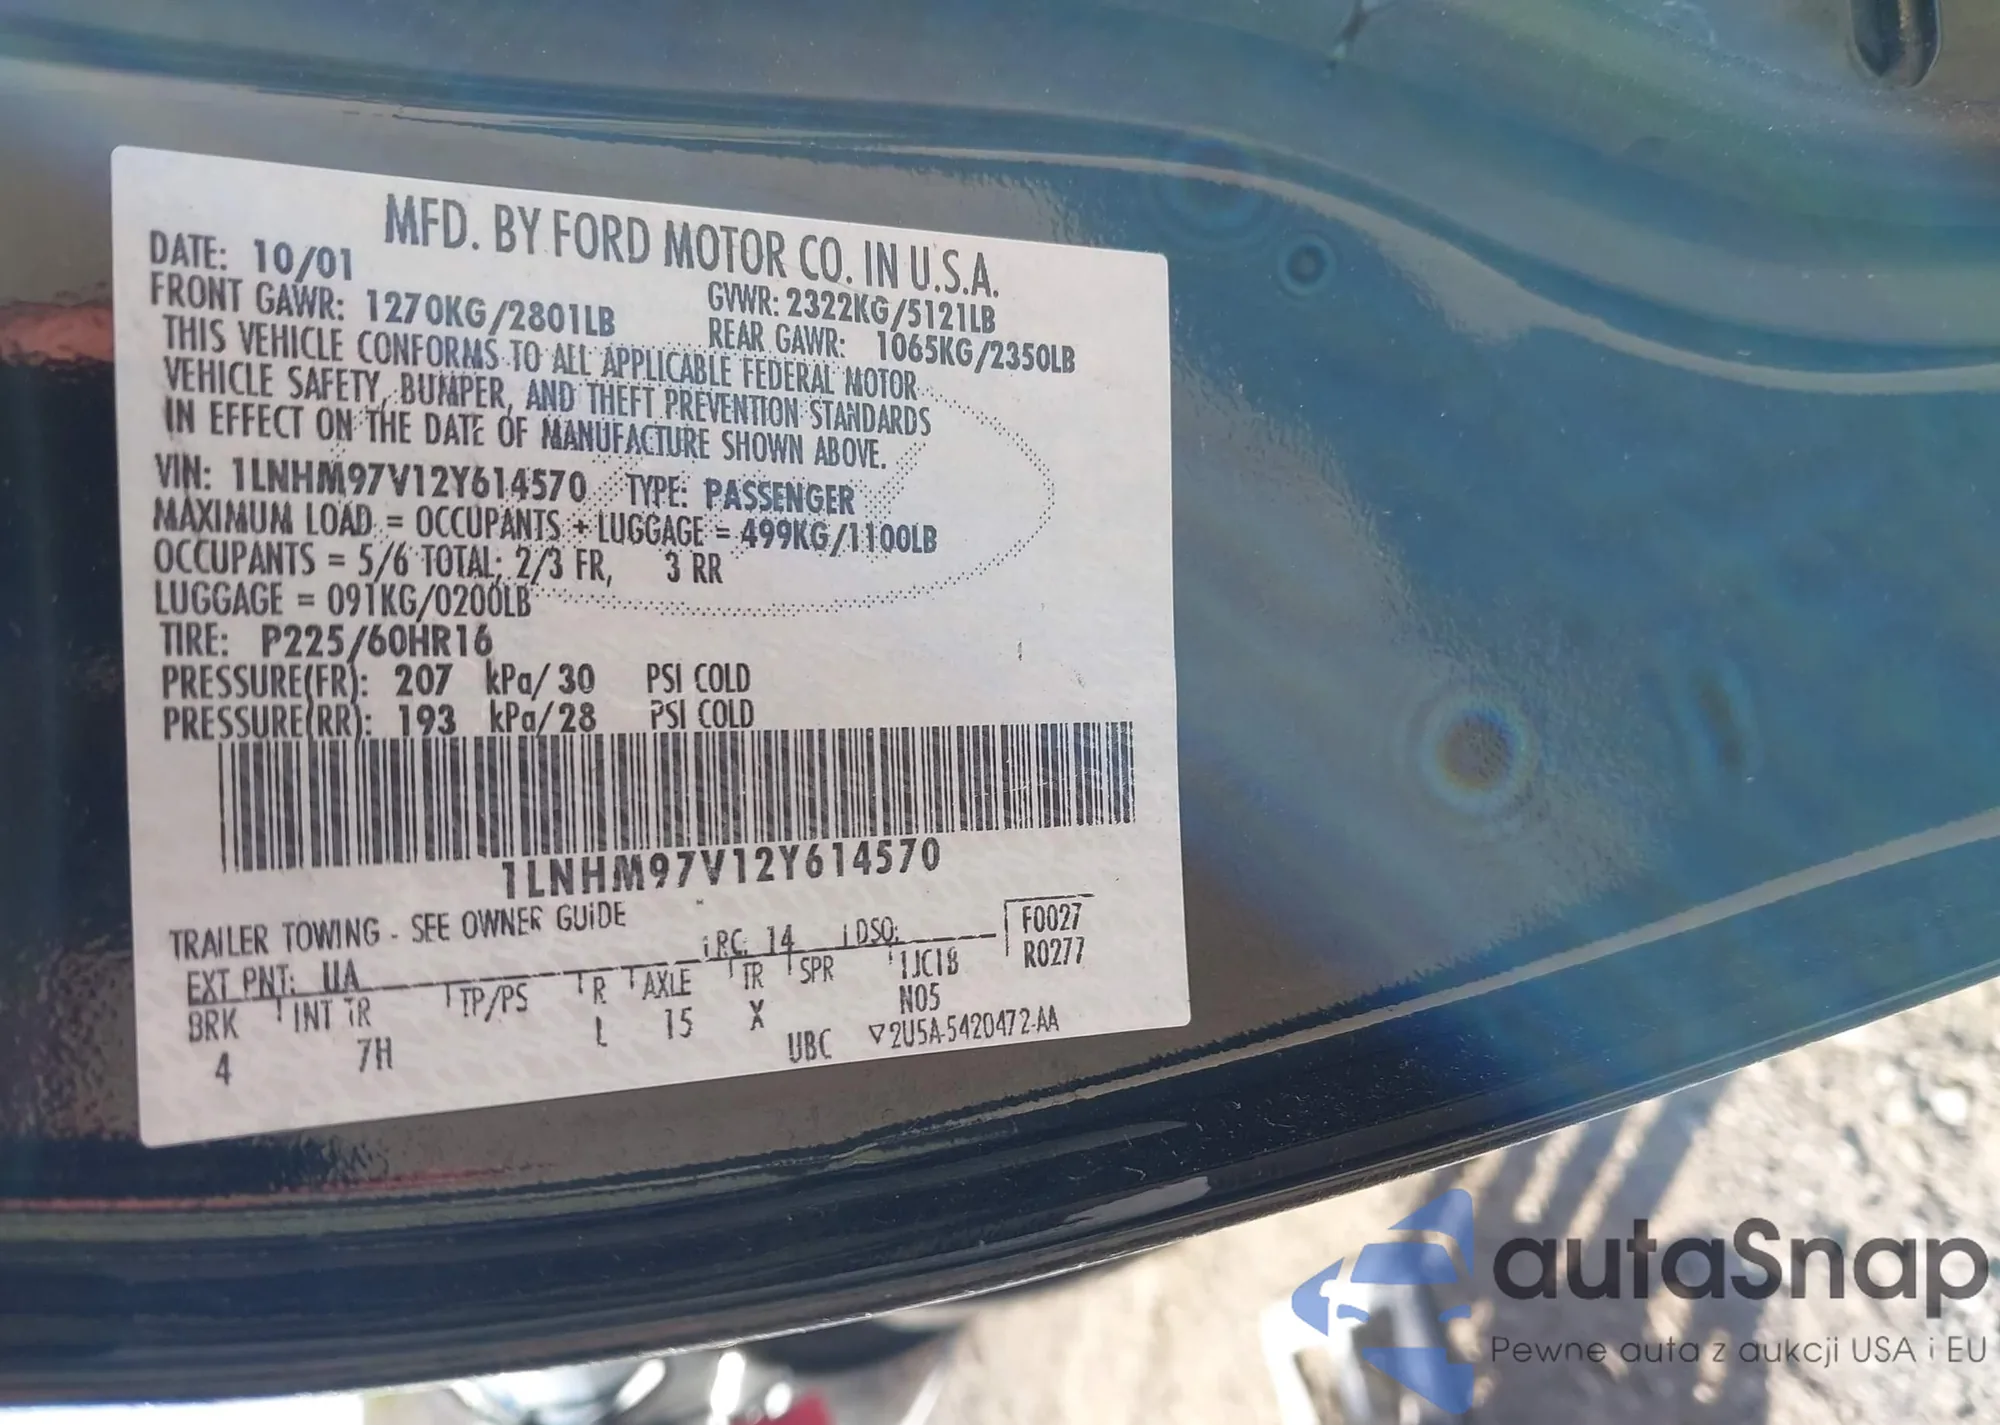 MFD. BY FORD MOTOR CO. IN U.S.A.
DATE: 10/01
GVWR: 2322KG/5121LB
FRONT GAWR: 1270KG/2801LB
REAR GAWR: 1065KG/2350LB
THIS VEHICLE CONFORMS TO ALL APPLICABLE FEDERAL MOTOR
VEHICLE SAFETY, BUMPER, AND THEFT PREVENTION STANDARDS
IN EFFECT ON THE DATE OF MANUFACTURE SHOWN ABOVE.
VIN: 1LNHM97V12Y614570 TYPE: PASSENGER
MAXIMUM LOAD = OCCUPANTS + LUGGAGE = 499KG/1100LB
OCCUPANTS = 5/6 TOTAL; 2/3 FR, 3 RR
LUGGAGE = 091KG/0200LB
TIRE: P225/60HR16
PRESSURE(FR): 207 kPa/ 30 PSI COLD
PRESSURE(RR): 193 kPa/28 PSI COLD
1LNHM97V12Y614570
TRAILER TOWING - SEE OWNER GUIDE
EXT PNT: UA RC: 14 DSO:
F0027
R0277
BRK INT TR TP/PS R AXLE TR SPR 1JC18
4 7H L 15 X N05
UBC ▽2U5A-5420472-AA
autaSnap
Pewne auta z aukcji USA i EU